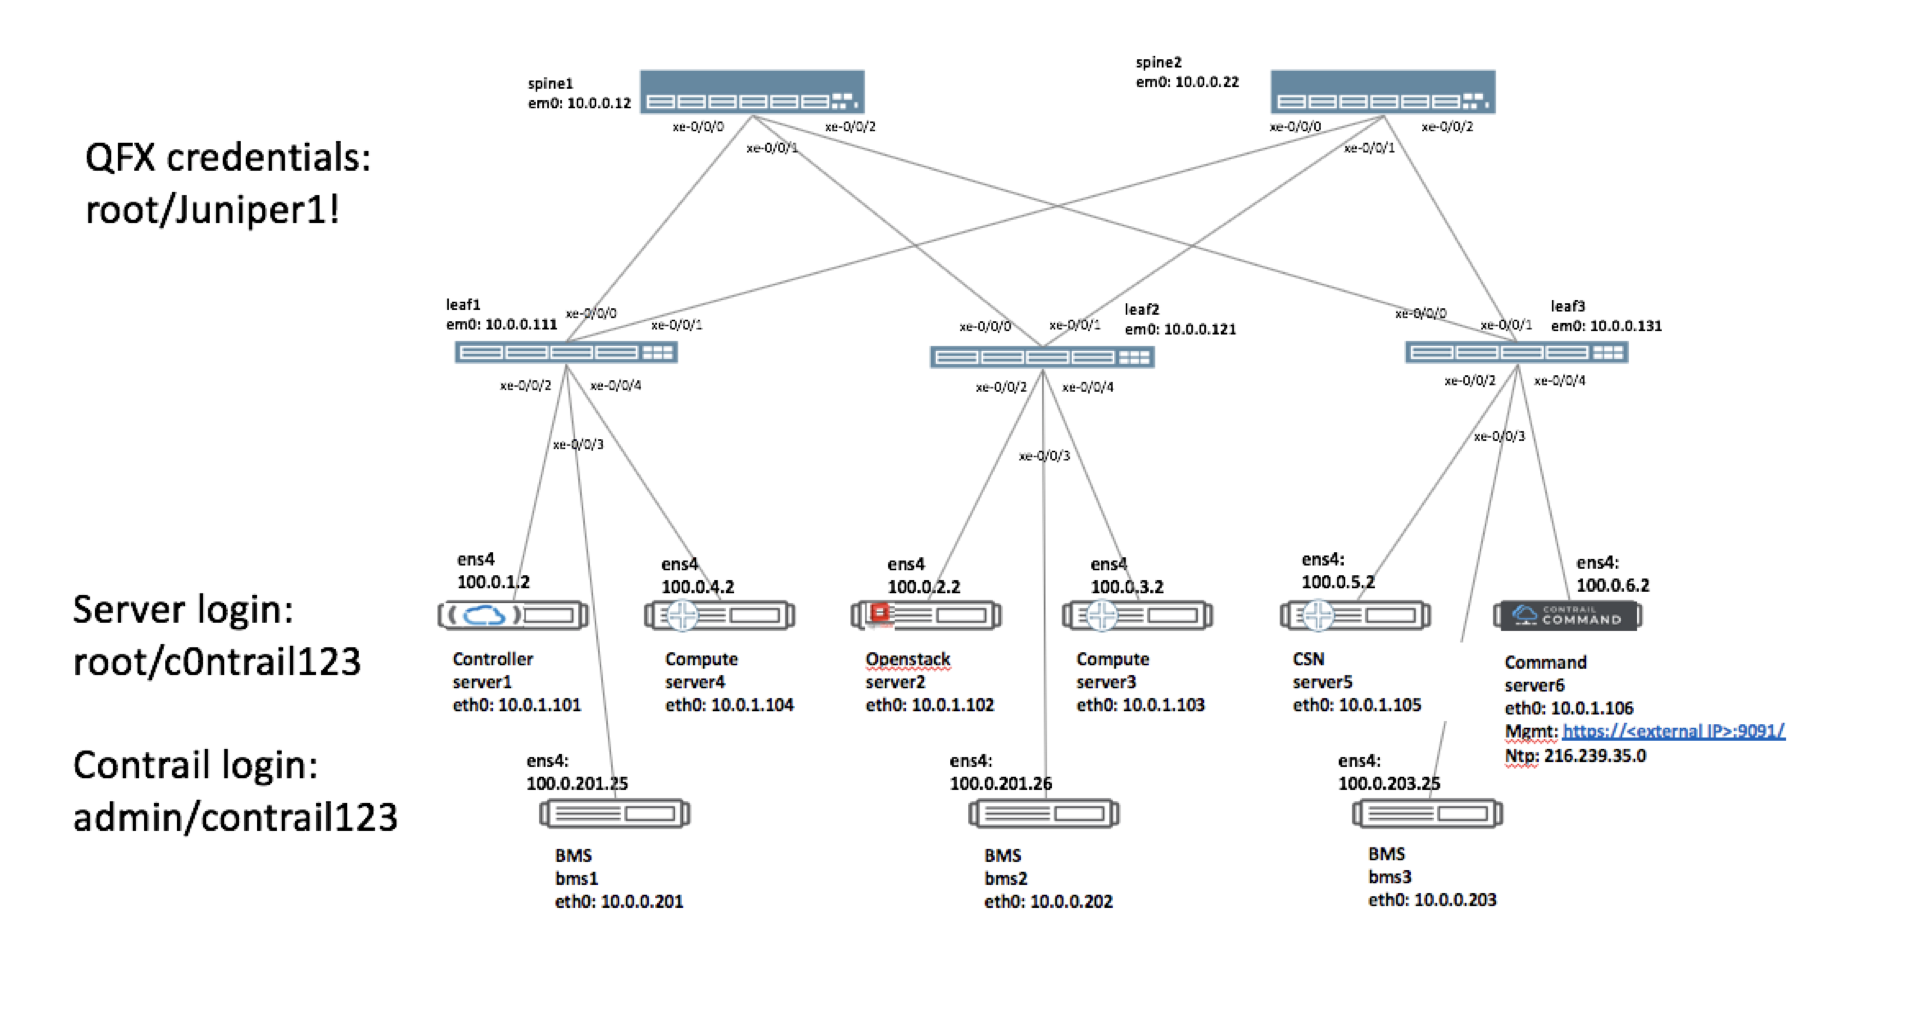 spine1
em0: 10.0.0.12
spine2
em0: 10.0.0.22
xe-0/0/0
xe-0/0/2
xe-0/0/1
xe-0/0/0
xe-0/0/2
xe-0/0/1
QFX credentials:
root/Juniper1!
leaf1
em0: 10.0.0.111
xe-0/0/0
xe-0/0/1
xe-0/0/0
xe-0/0/1
leaf2
em0: 10.0.0.121
xe-0/0/0
xe-0/0/1
leaf3
em0: 10.0.0.131
xe-0/0/2
xe-0/0/4
xe-0/0/3
xe-0/0/2
xe-0/0/4
xe-0/0/3
xe-0/0/2
xe-0/0/4
xe-0/0/3
Server login:
root/c0ntrail123
ens4
100.0.1.2
ens4
100.0.4.2
ens4
100.0.2.2
ens4
100.0.3.2
ens4:
100.0.5.2
ens4:
100.0.6.2
CONTRAIL
COMMAND
Controller
server1
eth0: 10.0.1.101
Compute
server4
eth0: 10.0.1.104
Openstack
server2
eth0: 10.0.1.102
Compute
server3
eth0: 10.0.1.103
CSN
server5
eth0: 10.0.1.105
Command
server6
eth0: 10.0.1.106
Mgmt: https://<external IP>:9091/
Ntp: 216.239.35.0
Contrail login:
admin/contrail123
ens4:
100.0.201.25
ens4:
100.0.201.26
ens4:
100.0.203.25
BMS
bms1
eth0: 10.0.0.201
BMS
bms2
eth0: 10.0.0.202
BMS
bms3
eth0: 10.0.0.203